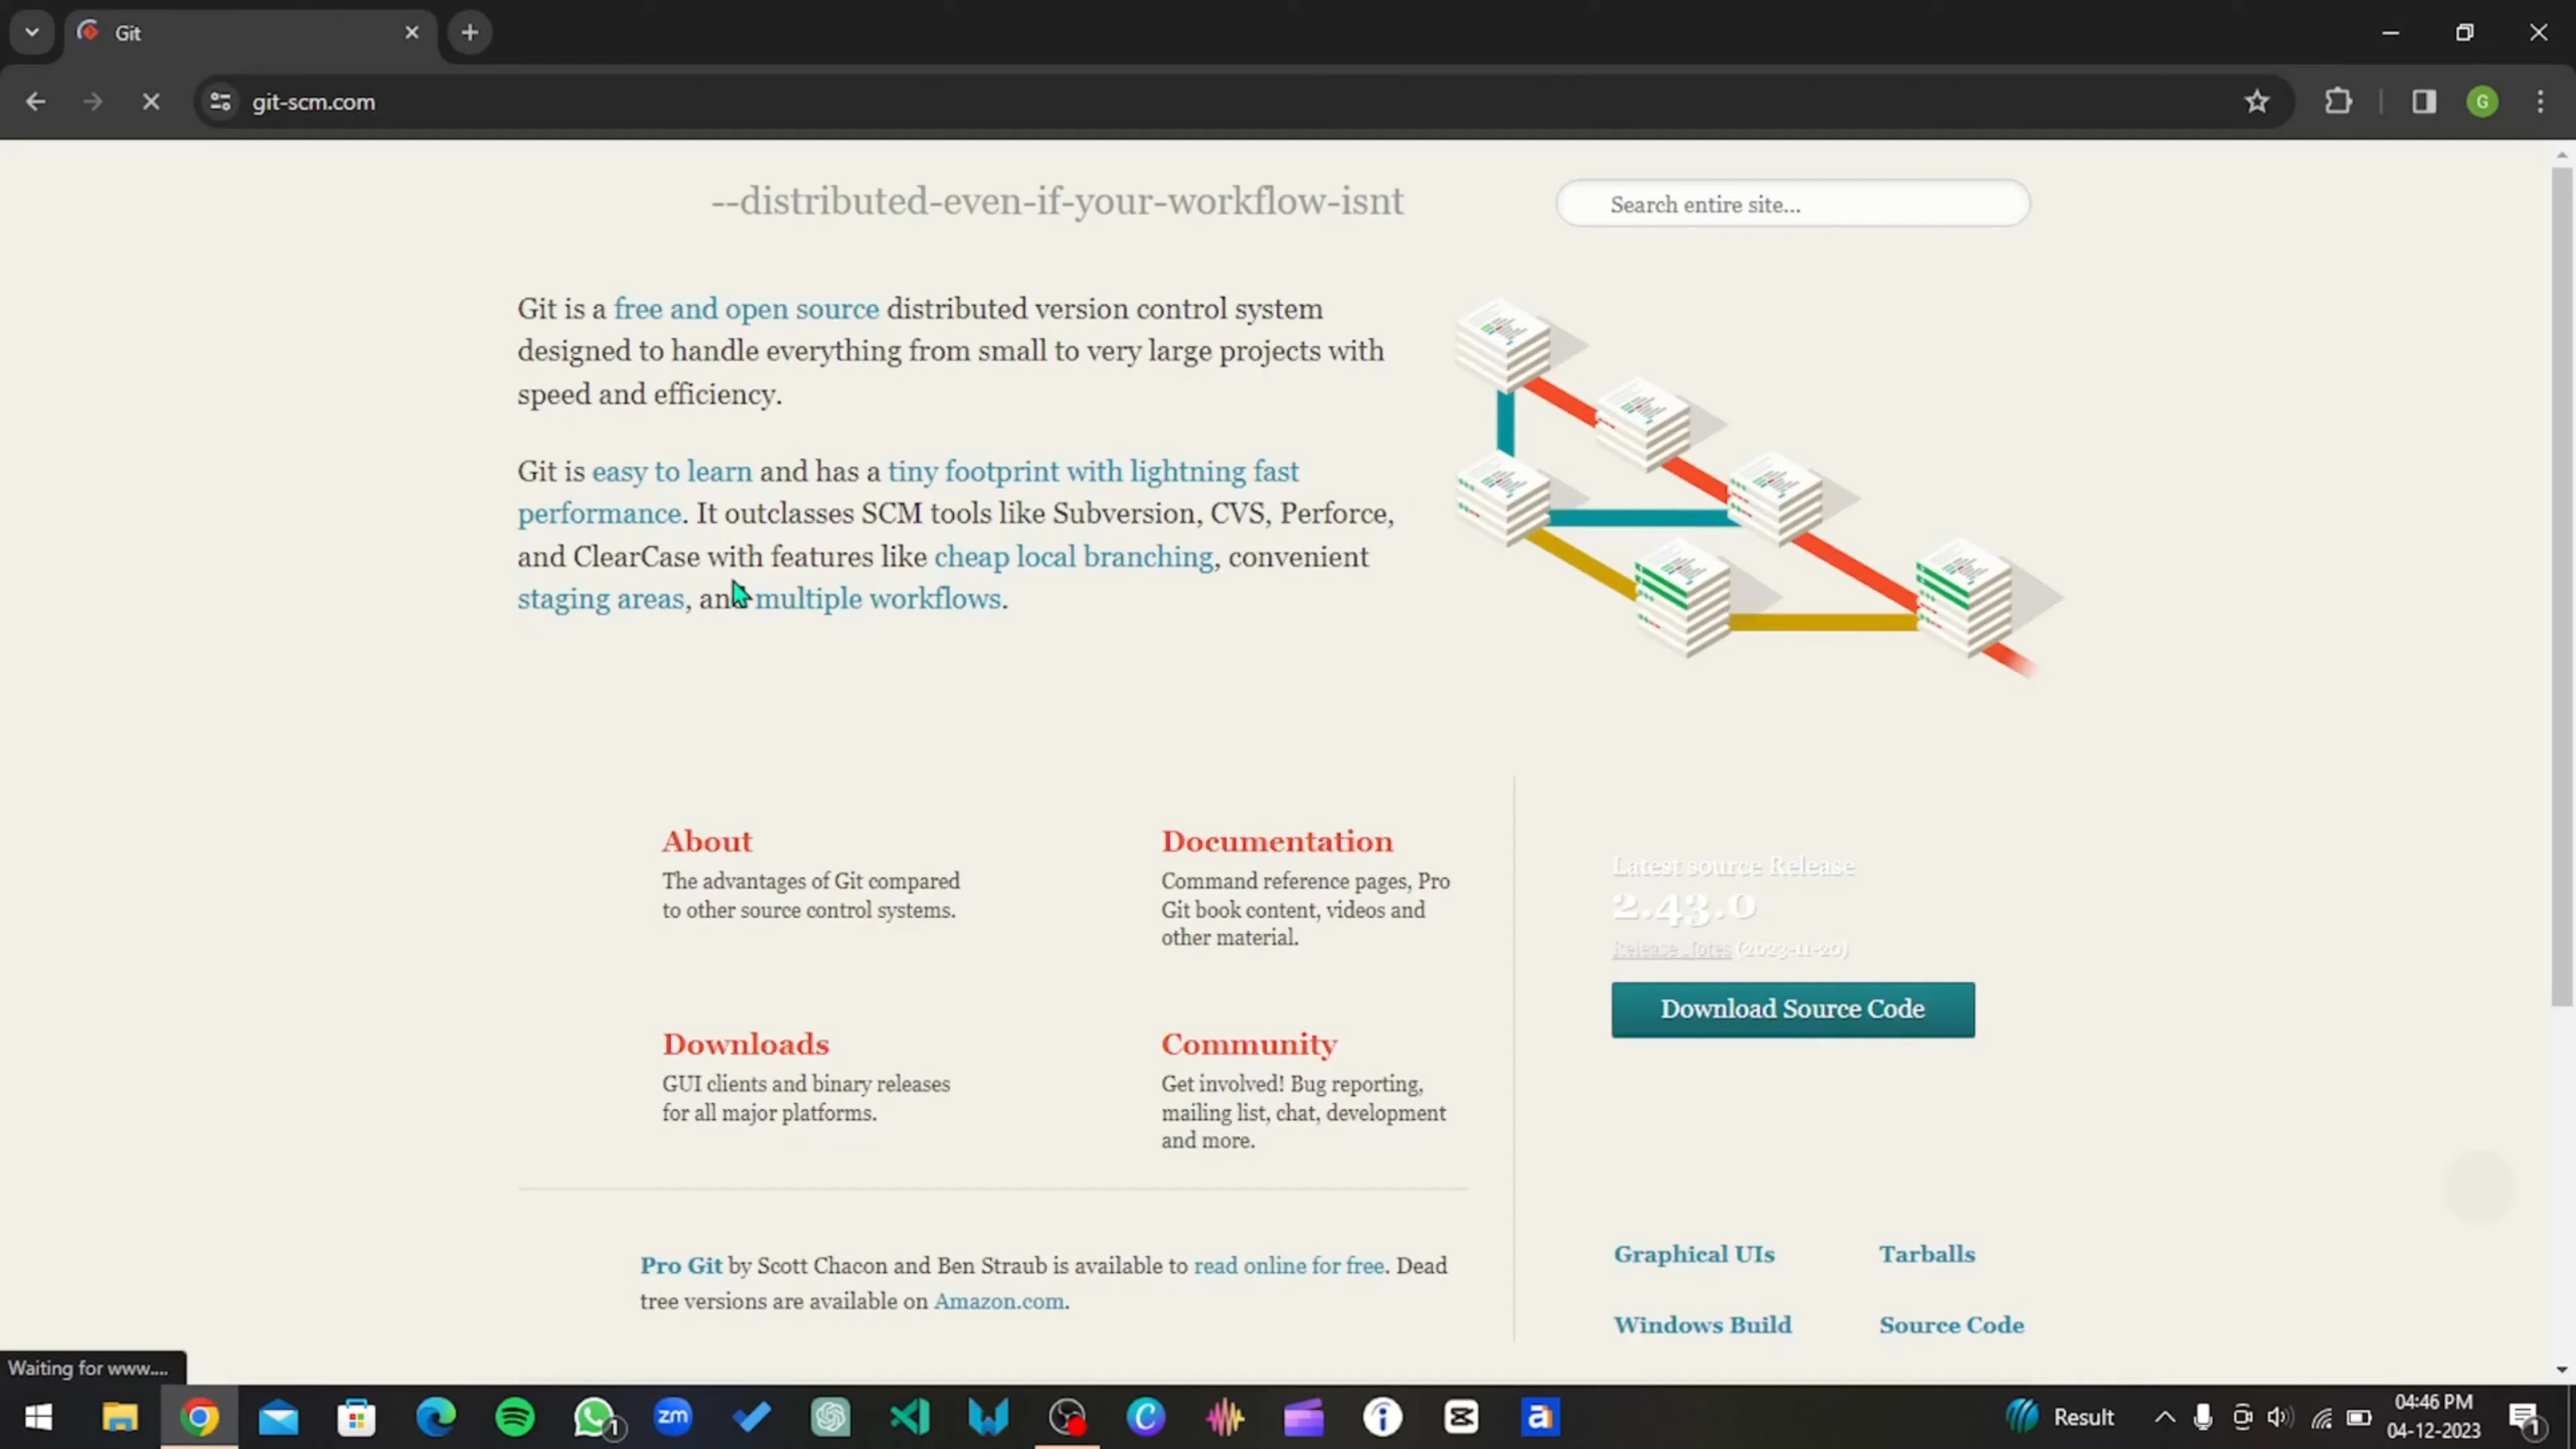 Git
git-scm.com
--distributed-even-if-your-workflow-isnt
Search entire site...
Git is a free and open source distributed version control system
designed to handle everything from small to very large projects with
speed and efficiency.
Git is easy to learn and has a tiny footprint with lightning fast
performance. It outclasses SCM tools like Subversion, CVS, Perforce,
and ClearCase with features like cheap local branching, convenient
staging areas, and multiple workflows.
About
The advantages of Git compared
to other source control systems.
Documentation
Command reference pages, Pro
Git book content, videos and
other material.
Downloads
GUI clients and binary releases
for all major platforms.
Community
Get involved! Bug reporting,
mailing list, chat, development
and more.
Latest source Release
2.43.0
Release Notes (2023-11-20)
Download Source Code
Pro Git by Scott Chacon and Ben Straub is available to read online for free. Dead
tree versions are available on Amazon.com.
Graphical UIs
Tarballs
Windows Build
Source Code
Waiting for www....
G
zm
1
Result
04:46 PM
04-12-2023
1